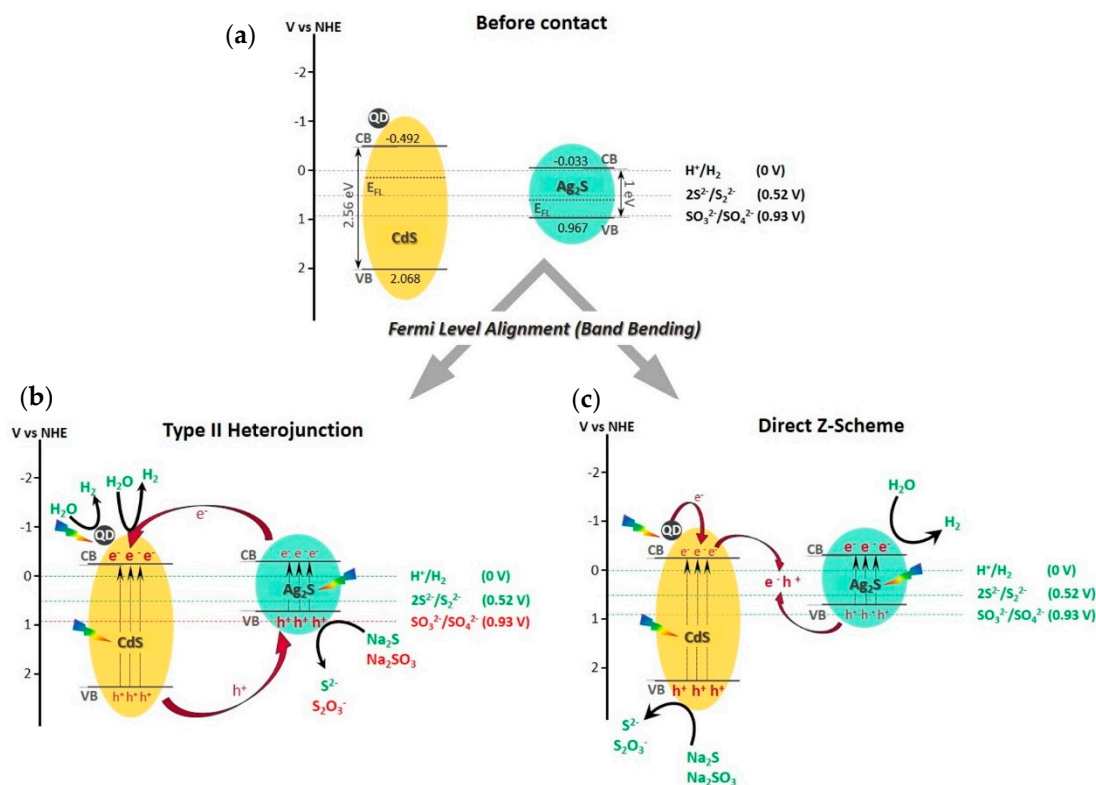 (a)
V vs NHE
Before contact
-2
-1
0
1
2
QD
CB
-0.492
2.56 eV
E_FL
CdS
VB
2.068
-0.033
CB
Ag₂S
E_FL
1 eV
0.967
VB
H⁺/H₂ (0 V)
2S²⁻/S₂²⁻ (0.52 V)
SO₃²⁻/SO₄²⁻ (0.93 V)
Fermi Level Alignment (Band Bending)
(b)
V vs NHE
Type II Heterojunction
-2
-1
0
1
2
H₂O
H₂
H₂O
H₂
QD
e⁻
CB
e⁻ e⁻ e⁻
CdS
VB
h⁺ h⁺ h⁺
h⁺
e⁻ e⁻ e⁻
CB
Ag₂S
VB
h⁺ h⁺ h⁺
H⁺/H₂ (0 V)
2S²⁻/S₂²⁻ (0.52 V)
SO₃²⁻/SO₄²⁻ (0.93 V)
Na₂S
Na₂SO₃
S²⁻
S₂O₃⁻
(c)
V vs NHE
Direct Z-Scheme
-2
-1
0
1
2
e⁻
QD
CB
e⁻ e⁻ e⁻
CdS
VB
h⁺ h⁺ h⁺
e⁻ h⁺
H₂O
H₂
CB
e⁻ e⁻ e⁻
Ag₂S
VB
h⁺ h⁺ h⁺
H⁺/H₂ (0 V)
2S²⁻/S₂²⁻ (0.52 V)
SO₃²⁻/SO₄²⁻ (0.93 V)
S²⁻
S₂O₃⁻
Na₂S
Na₂SO₃